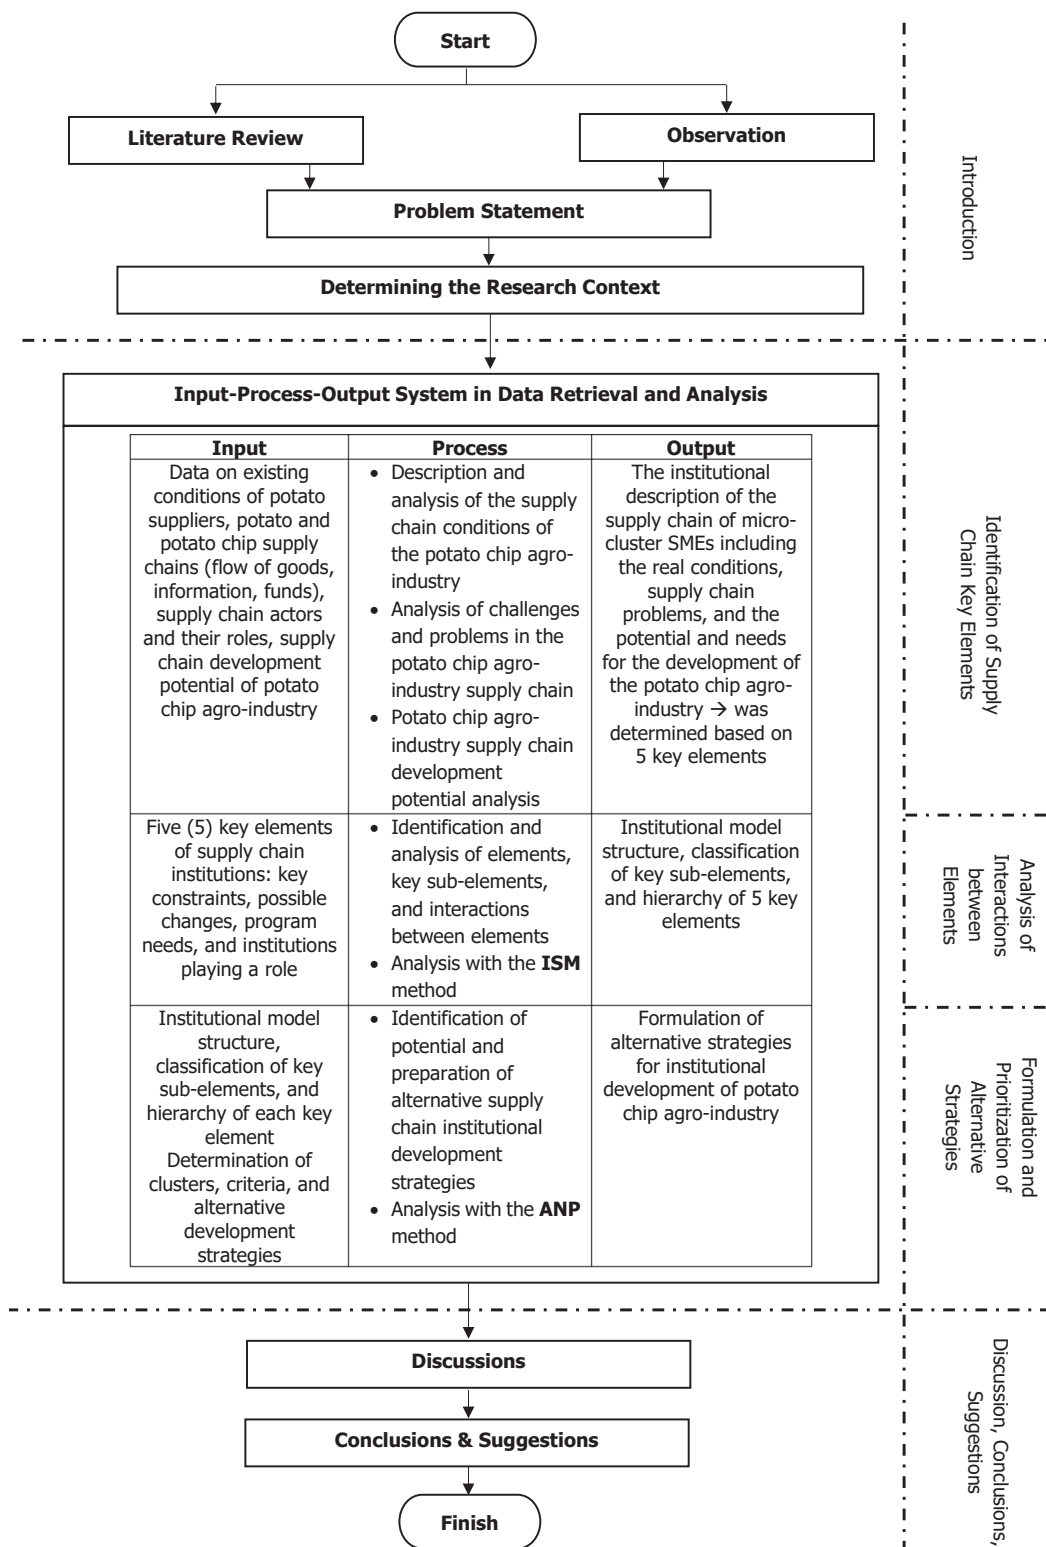 Start
Literature Review
Observation
Problem Statement
Determining the Research Context
Introduction
Input-Process-Output System in Data Retrieval and Analysis
Input
Process
Output
Data on existing
conditions of potato
suppliers, potato and
potato chip supply
chains (flow of goods,
information, funds),
supply chain actors
and their roles, supply
chain development
potential of potato
chip agro-industry
• Description and
analysis of the supply
chain conditions of
the potato chip agro-
industry
• Analysis of challenges
and problems in the
potato chip agro-
industry supply chain
• Potato chip agro-
industry supply chain
development
potential analysis
The institutional
description of the
supply chain of micro-
cluster SMEs including
the real conditions,
supply chain
problems, and the
potential and needs
for the development of
the potato chip agro-
industry → was
determined based on
5 key elements
Identification of Supply
Chain Key Elements
Five (5) key elements
of supply chain
institutions: key
constraints, possible
changes, program
needs, and institutions
playing a role
• Identification and
analysis of elements,
key sub-elements,
and interactions
between elements
• Analysis with the ISM
method
Institutional model
structure, classification
of key sub-elements,
and hierarchy of 5 key
elements
Analysis of
Interactions
between
Elements
Institutional model
structure,
classification of key
sub-elements, and
hierarchy of each key
element
Determination of
clusters, criteria, and
alternative
development
strategies
• Identification of
potential and
preparation of
alternative supply
chain institutional
development
strategies
• Analysis with the ANP
method
Formulation of
alternative strategies
for institutional
development of potato
chip agro-industry
Formulation and
Prioritization of
Alternative
Strategies
Discussions
Conclusions & Suggestions
Finish
Discussion, Conclusions,
Suggestions